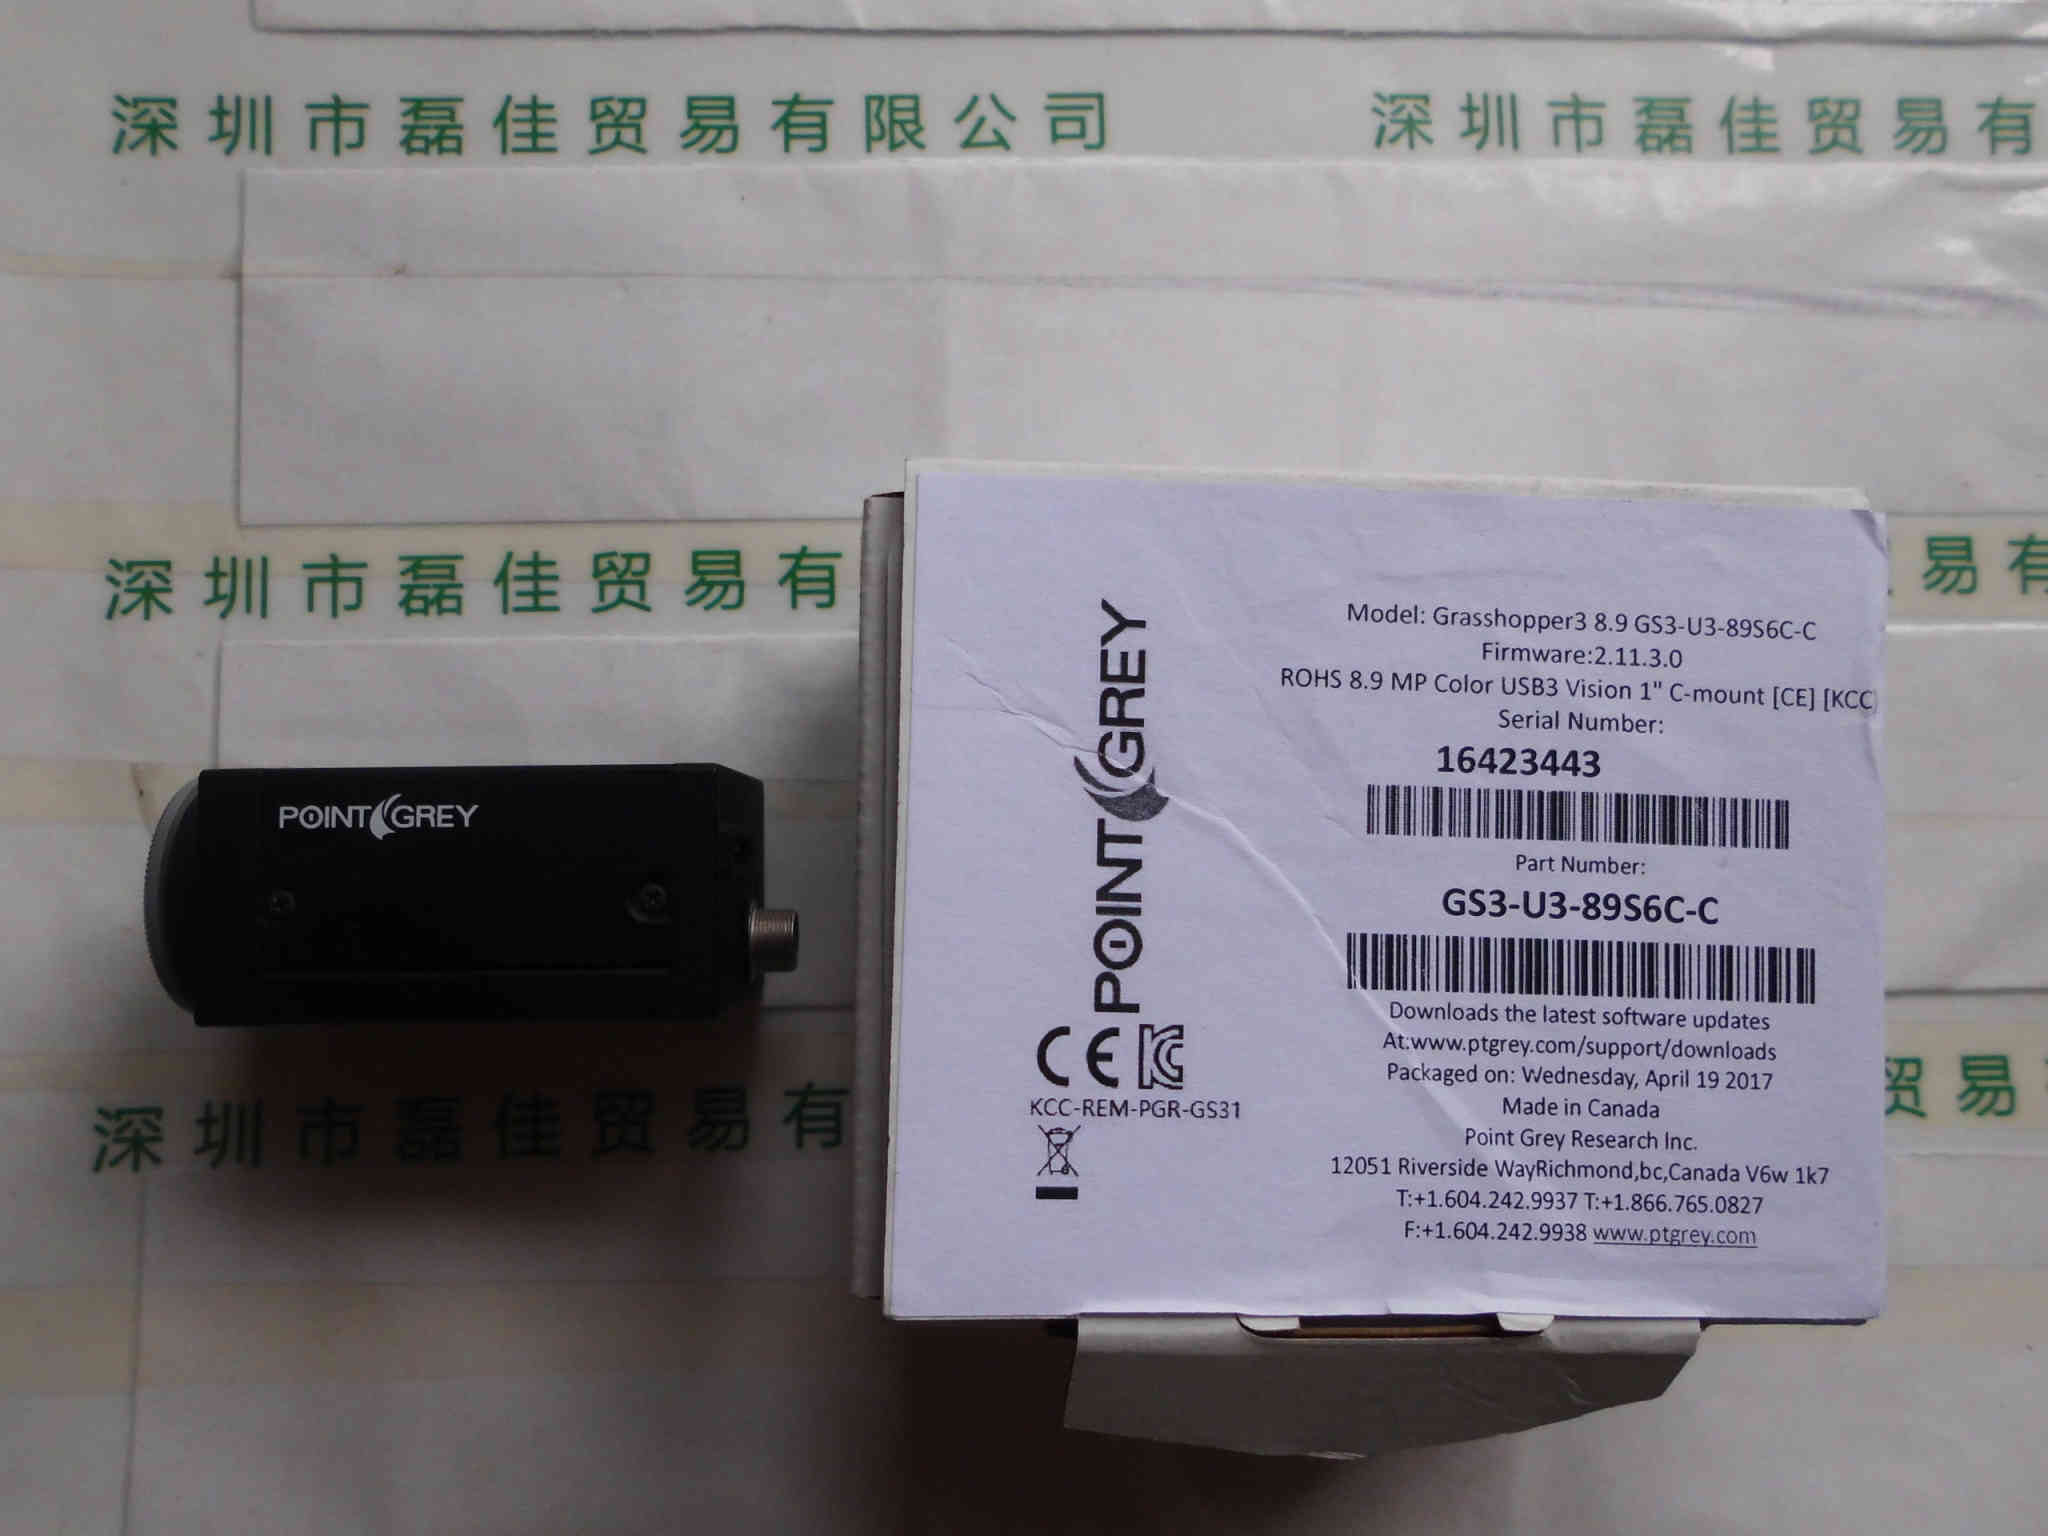 深圳市磊佳贸易有限公司
深圳市磊佳贸易有
深圳市磊佳贸易有
易有
POINT GREY
POINT GREY
Model: Grasshopper3 8.9 GS3-U3-89S6C-C
Firmware:2.11.3.0
ROHS 8.9 MP Color USB3 Vision 1" C-mount [CE] [KCC]
Serial Number:
16423443
Part Number:
GS3-U3-89S6C-C
Downloads the latest software updates
At:www.ptgrey.com/support/downloads
Packaged on: Wednesday, April 19 2017
Made in Canada
Point Grey Research Inc.
12051 Riverside WayRichmond,bc,Canada V6w 1k7
T:+1.604.242.9937 T:+1.866.765.0827
F:+1.604.242.9938 www.ptgrey.com
CE KC
KCC-REM-PGR-GS31
深圳市磊佳贸易有
贸易有